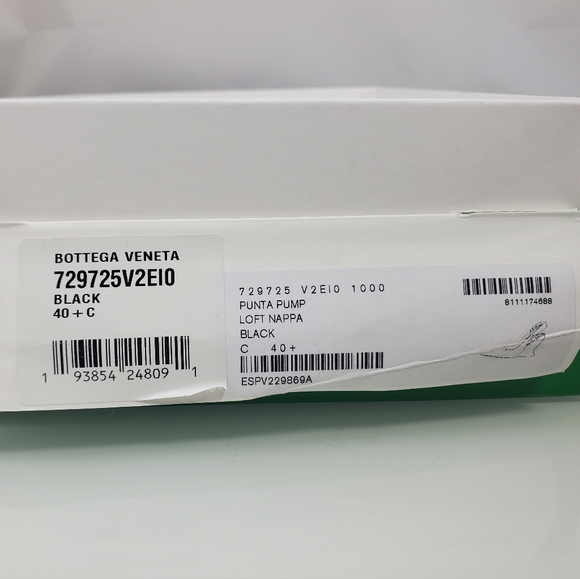 BOTTEGA VENETA
729725V2EI0
BLACK
40+C
1 93854 24809 1
729725 V2EI0 1000
PUNTA PUMP
LOFT NAPPA
BLACK
C 40+
ESPV229869A
8111174688